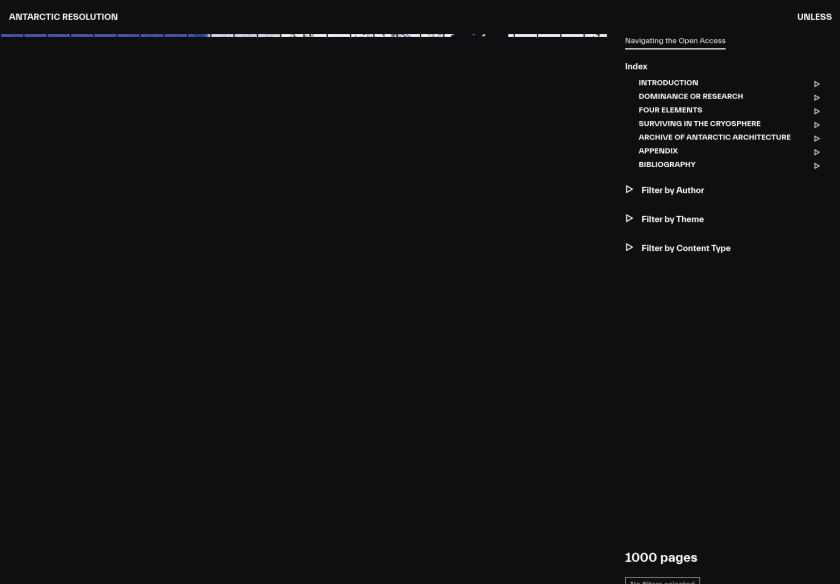 ANTARCTIC RESOLUTION
UNLESS
Navigating the Open Access
Index
INTRODUCTION
DOMINANCE OR RESEARCH
FOUR ELEMENTS
SURVIVING IN THE CRYOSPHERE
ARCHIVE OF ANTARCTIC ARCHITECTURE
APPENDIX
BIBLIOGRAPHY
Filter by Author
Filter by Theme
Filter by Content Type
1000 pages
No filters selected